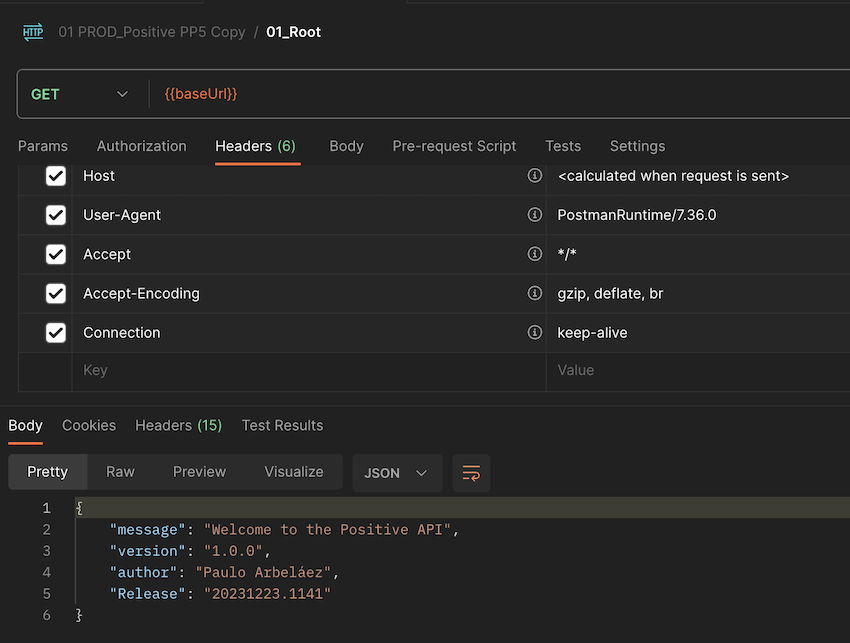 HTTP 01 PROD_Positive PP5 Copy / 01_Root
GET {{baseUrl}}
Params Authorization Headers (6) Body Pre-request Script Tests Settings
Host <calculated when request is sent>
User-Agent PostmanRuntime/7.36.0
Accept */*
Accept-Encoding gzip, deflate, br
Connection keep-alive
Key Value
Body Cookies Headers (15) Test Results
Pretty Raw Preview Visualize JSON
1 {
2 "message": "Welcome to the Positive API",
3 "version": "1.0.0",
4 "author": "Paulo Arbeláez",
5 "Release": "20231223.1141"
6 }